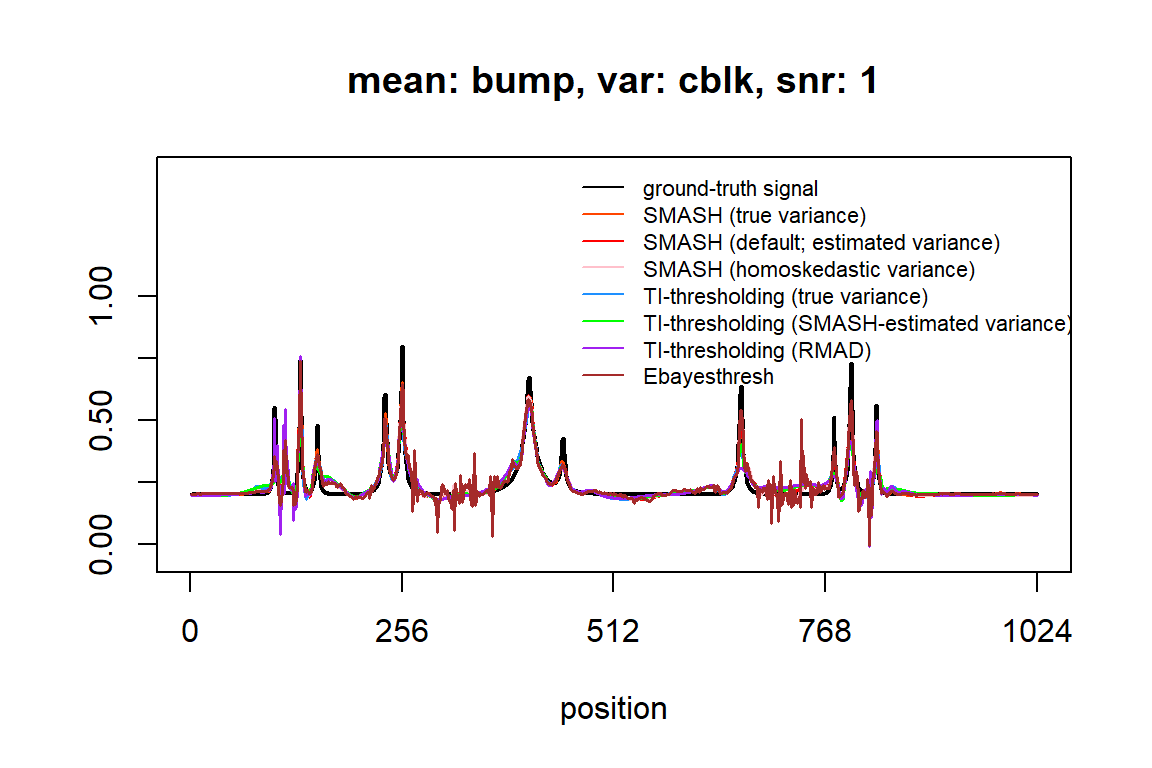 mean: bump, var: cblk, snr: 1
ground-truth signal
SMASH (true variance)
SMASH (default; estimated variance)
SMASH (homoskedastic variance)
TI-thresholding (true variance)
TI-thresholding (SMASH-estimated variance)
TI-thresholding (RMAD)
Ebayesthresh
1.00
0.50
0.00
0 256 512 768 1024
position